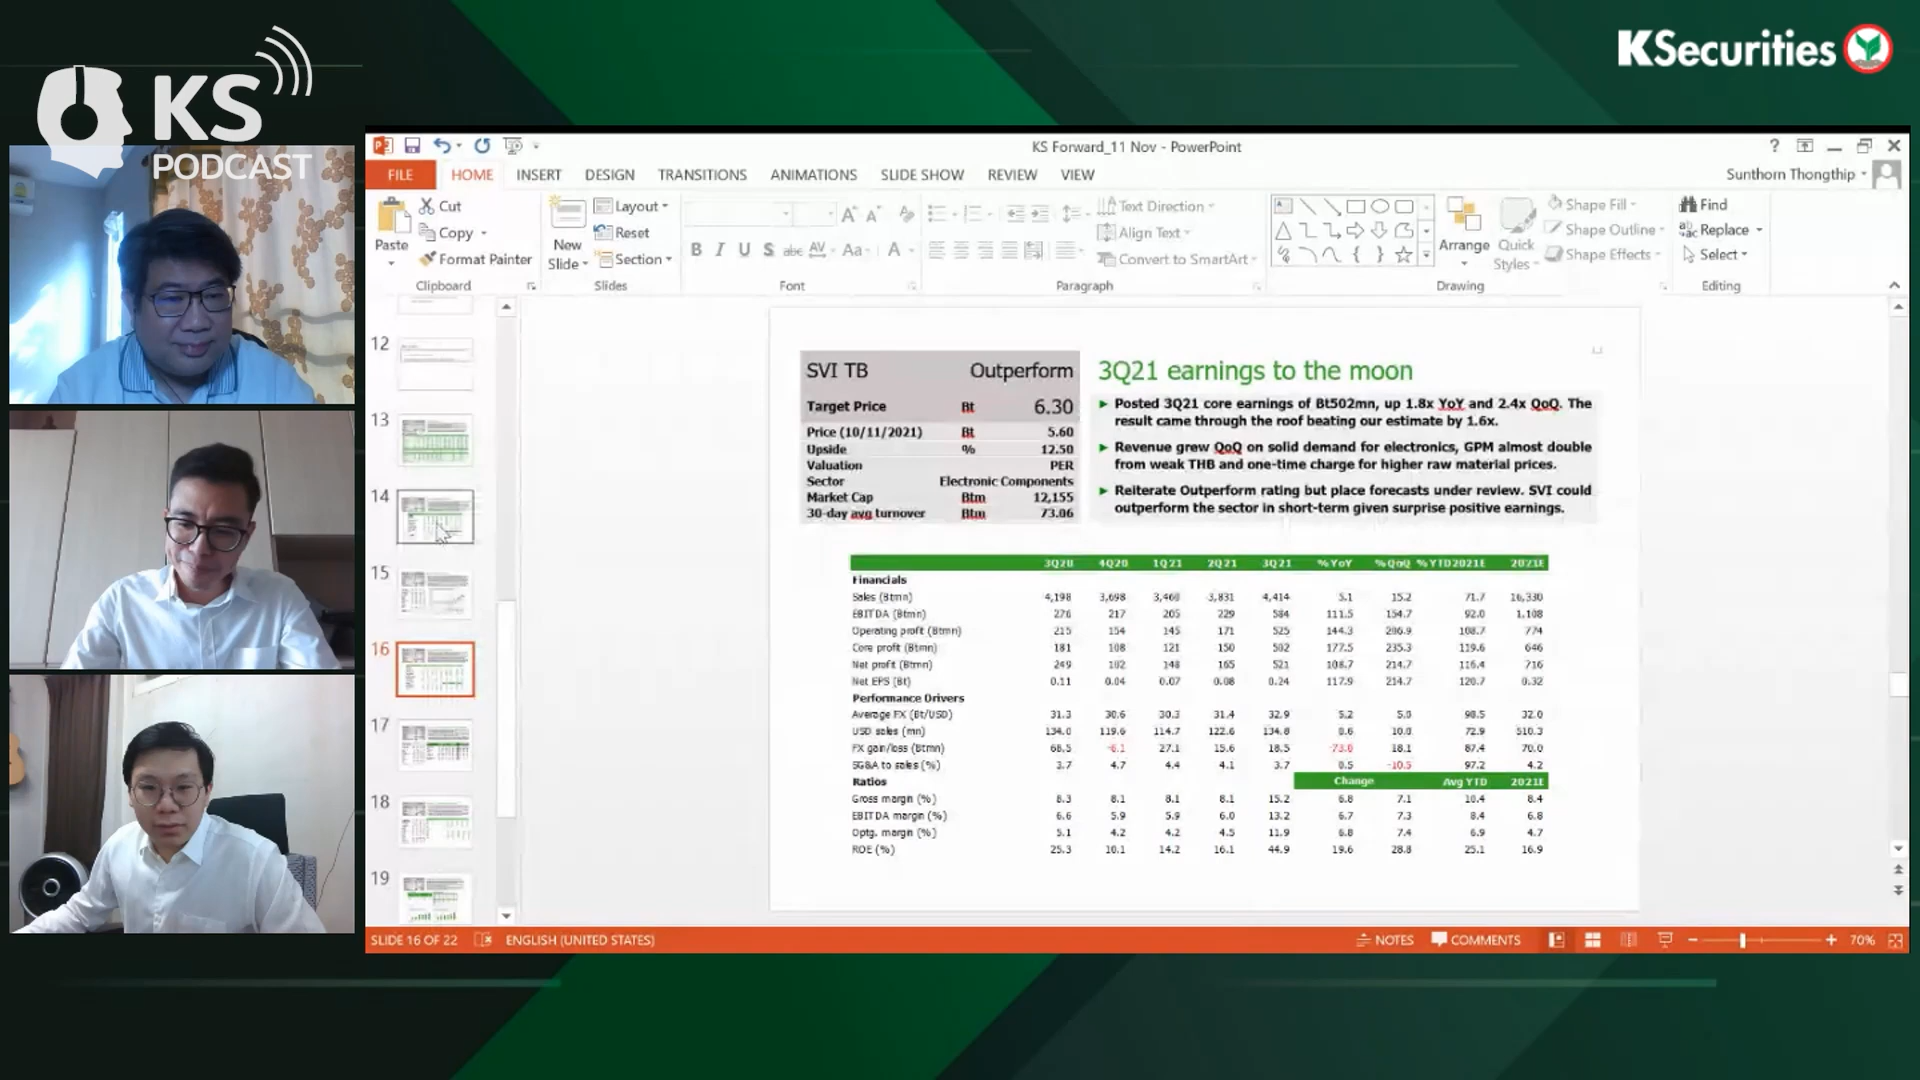 KS
PODCAST
KSecurities
KS Forward_11 Nov - PowerPoint
FILE HOME INSERT DESIGN TRANSITIONS ANIMATIONS SLIDE SHOW REVIEW VIEW
Sunthorn Thongthip
Paste
Cut
Copy
Format Painter
Clipboard
New
Slide
Layout
Reset
Section
Slides
B I U S abc AV Aa A
Font
Text Direction
Align Text
Convert to SmartArt
Paragraph
Arrange
Quick
Styles
Shape Fill
Shape Outline
Shape Effects
Drawing
Find
Replace
Select
Editing
12
13
14
15
16
17
18
19
SVI TB Outperform
Target Price Bt 6.30
Price (10/11/2021) Bt 5.60
Upside % 12.50
Valuation PER
Sector Electronic Components
Market Cap Btm 12,155
30-day avg turnover Btm 73.06
3Q21 earnings to the moon
Posted 3Q21 core earnings of Bt502mn, up 1.8x YoY and 2.4x QoQ. The
result came through the roof beating our estimate by 1.6x.
Revenue grew QoQ on solid demand for electronics, GPM almost double
from weak THB and one-time charge for higher raw material prices.
Reiterate Outperform rating but place forecasts under review. SVI could
outperform the sector in short-term given surprise positive earnings.
3Q20 4Q20 1Q21 2Q21 3Q21 %YoY %QoQ %YTD2021E 2021E
Financials
Sales (Btmn) 4,198 3,698 3,460 3,831 4,414 5.1 15.2 71.7 16,330
EBITDA (Btmn) 276 217 205 229 584 111.5 154.7 92.0 1,108
Operating profit (Btmn) 215 154 145 171 525 144.3 206.9 108.7 774
Core profit (Btmn) 181 108 121 150 502 177.5 235.3 119.6 646
Net profit (Btmn) 249 102 148 165 521 108.7 214.7 116.4 716
Net EPS (Bt) 0.11 0.04 0.07 0.08 0.24 117.9 214.7 120.7 0.32
Performance Drivers
Average FX (Bt/USD) 31.3 30.6 30.3 31.4 32.9 5.2 5.0 98.5 32.0
USD sales (mn) 134.0 119.6 114.7 122.6 134.8 0.6 10.0 72.9 510.3
FX gain/loss (Btmn) 68.5 -6.1 27.1 15.6 18.5 -73.0 18.1 87.4 70.0
SG&A to sales (%) 3.7 4.7 4.4 4.1 3.7 0.5 -10.5 97.2 4.2
Ratios Change Avg YTD 2021E
Gross margin (%) 8.3 8.1 8.1 8.1 15.2 6.8 7.1 10.4 8.4
EBITDA margin (%) 6.6 5.9 5.9 6.0 13.2 6.7 7.3 8.4 6.8
Optg. margin (%) 5.1 4.2 4.2 4.5 11.9 6.8 7.4 6.9 4.7
ROE (%) 25.3 10.1 14.2 16.1 44.9 19.6 28.8 25.1 16.9
SLIDE 16 OF 22 ENGLISH (UNITED STATES)
NOTES COMMENTS 70%